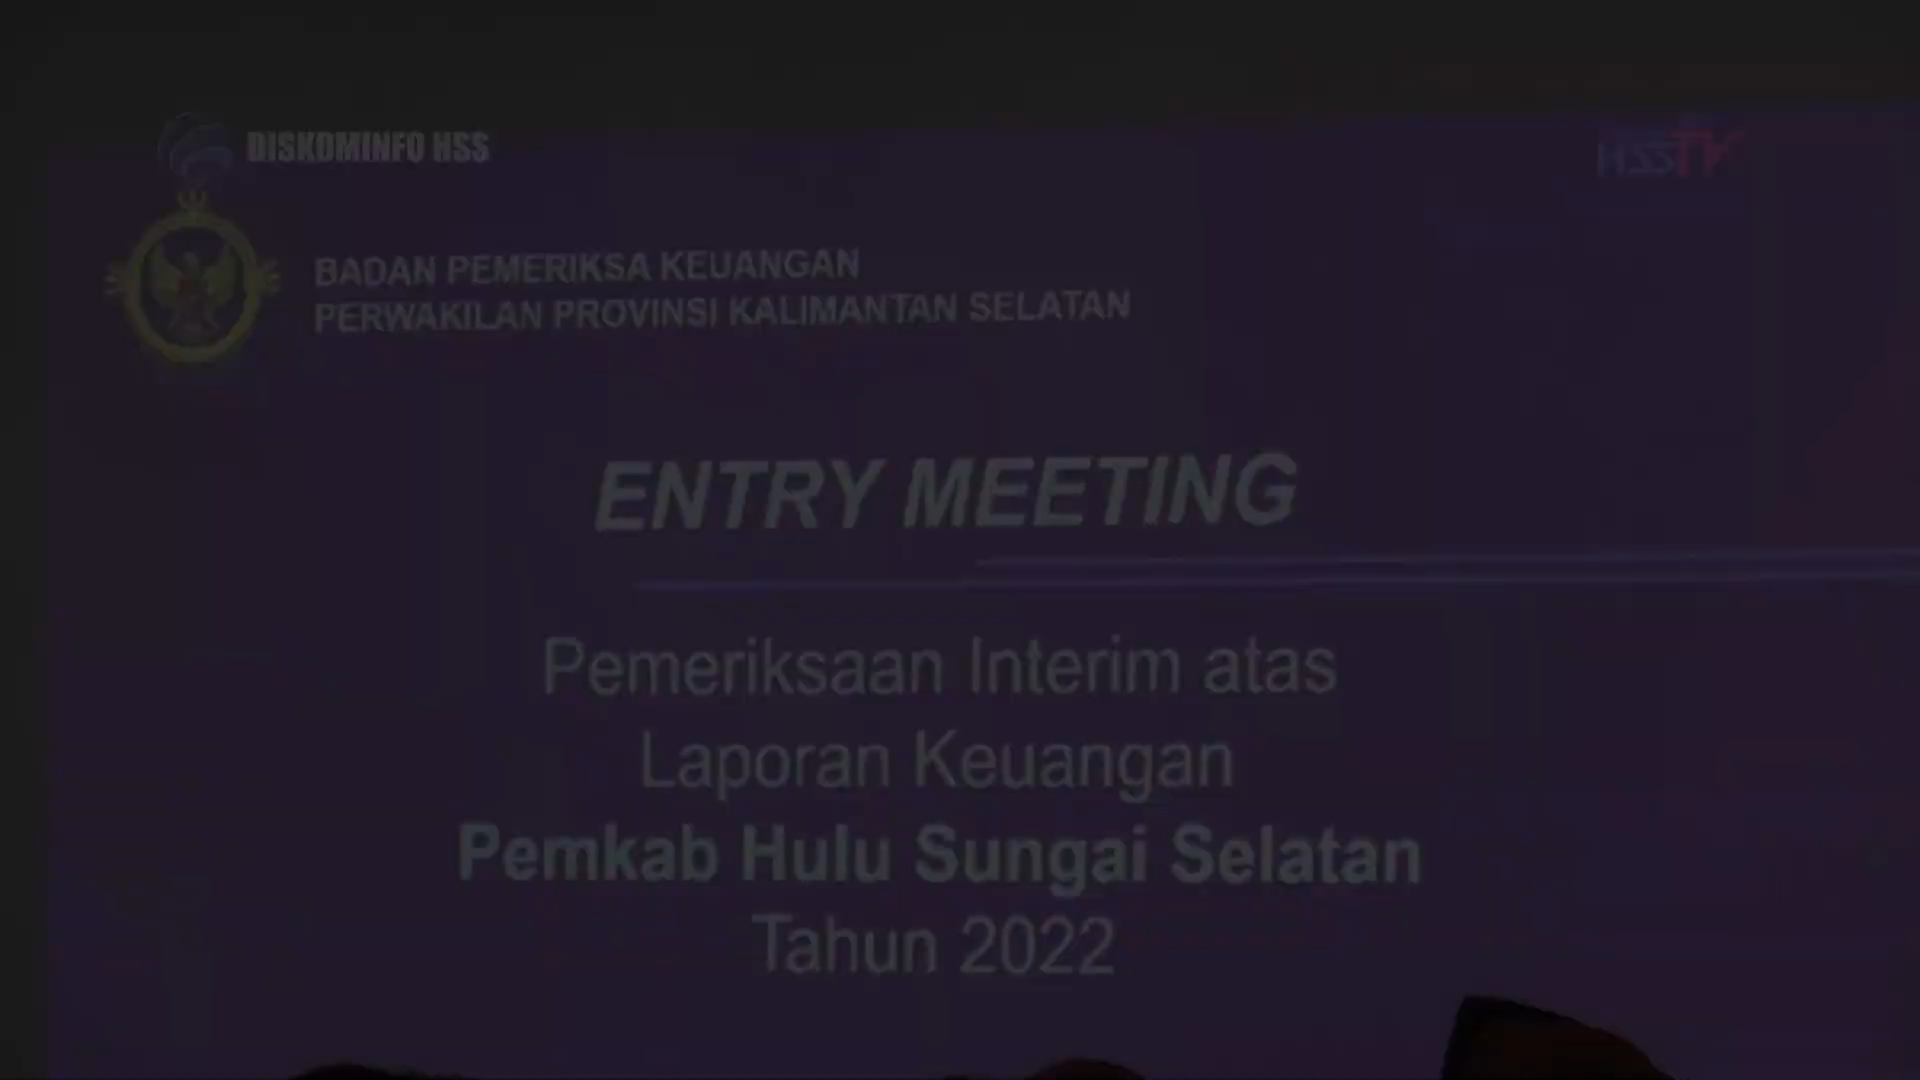 DISKOMINFO HSS
HSSTV
BADAN PEMERIKSA KEUANGAN
PERWAKILAN PROVINSI KALIMANTAN SELATAN
ENTRY MEETING
Pemeriksaan Interim atas
Laporan Keuangan
Pemkab Hulu Sungai Selatan
Tahun 2022